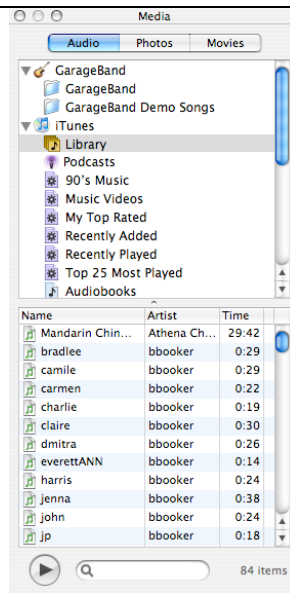 Media
Audio Photos Movies
GarageBand
GarageBand
GarageBand Demo Songs
iTunes
Library
Podcasts
90's Music
Music Videos
My Top Rated
Recently Added
Recently Played
Top 25 Most Played
Audiobooks
Name Artist Time
Mandarin Chin... Athena Ch... 29:42
bradlee bbooker 0:29
camile bbooker 0:29
carmen bbooker 0:22
charlie bbooker 0:19
claire bbooker 0:30
dmitra bbooker 0:26
everettANN bbooker 0:14
harris bbooker 0:24
jenna bbooker 0:38
john bbooker 0:24
jp bbooker 0:18
84 items